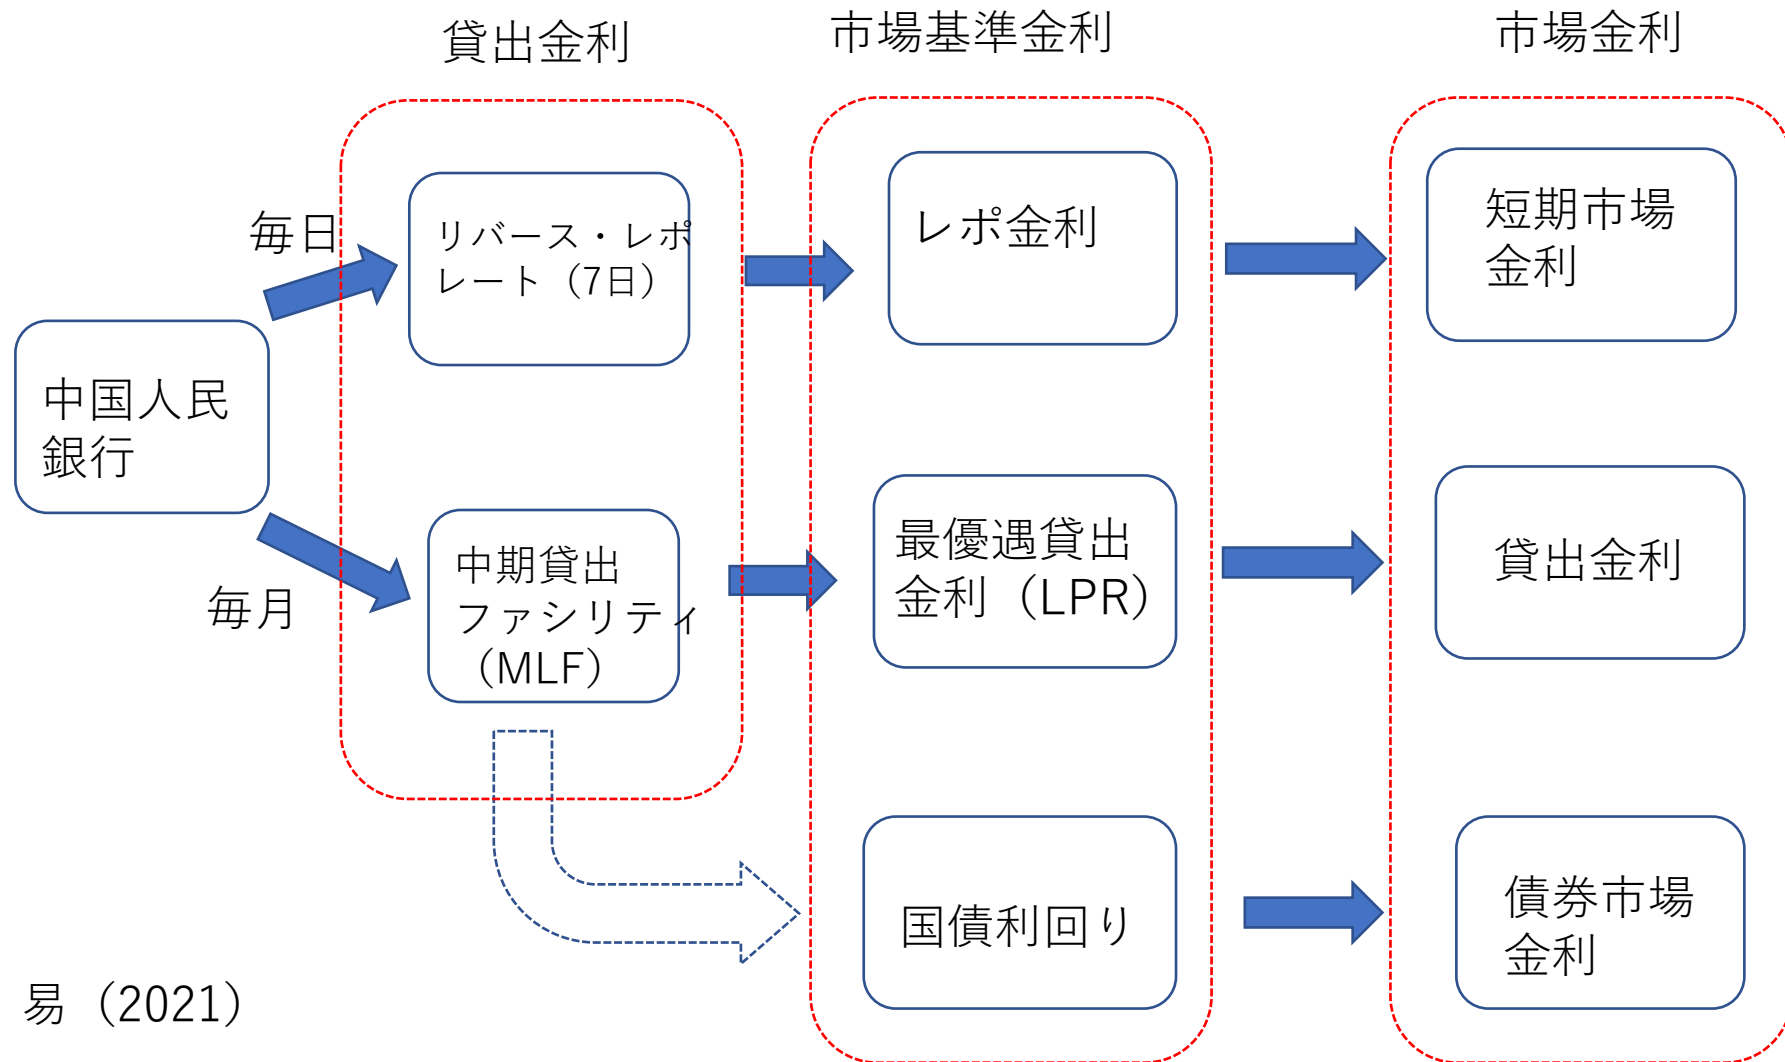 貸出金利
市場基準金利
市場金利
毎日
リバース・レポ
レート（7日）
レポ金利
短期市場
金利
中国人民
銀行
毎月
中期貸出
ファシリティ
（MLF）
最優遇貸出
金利（LPR）
貸出金利
国債利回り
債券市場
金利
易（2021）